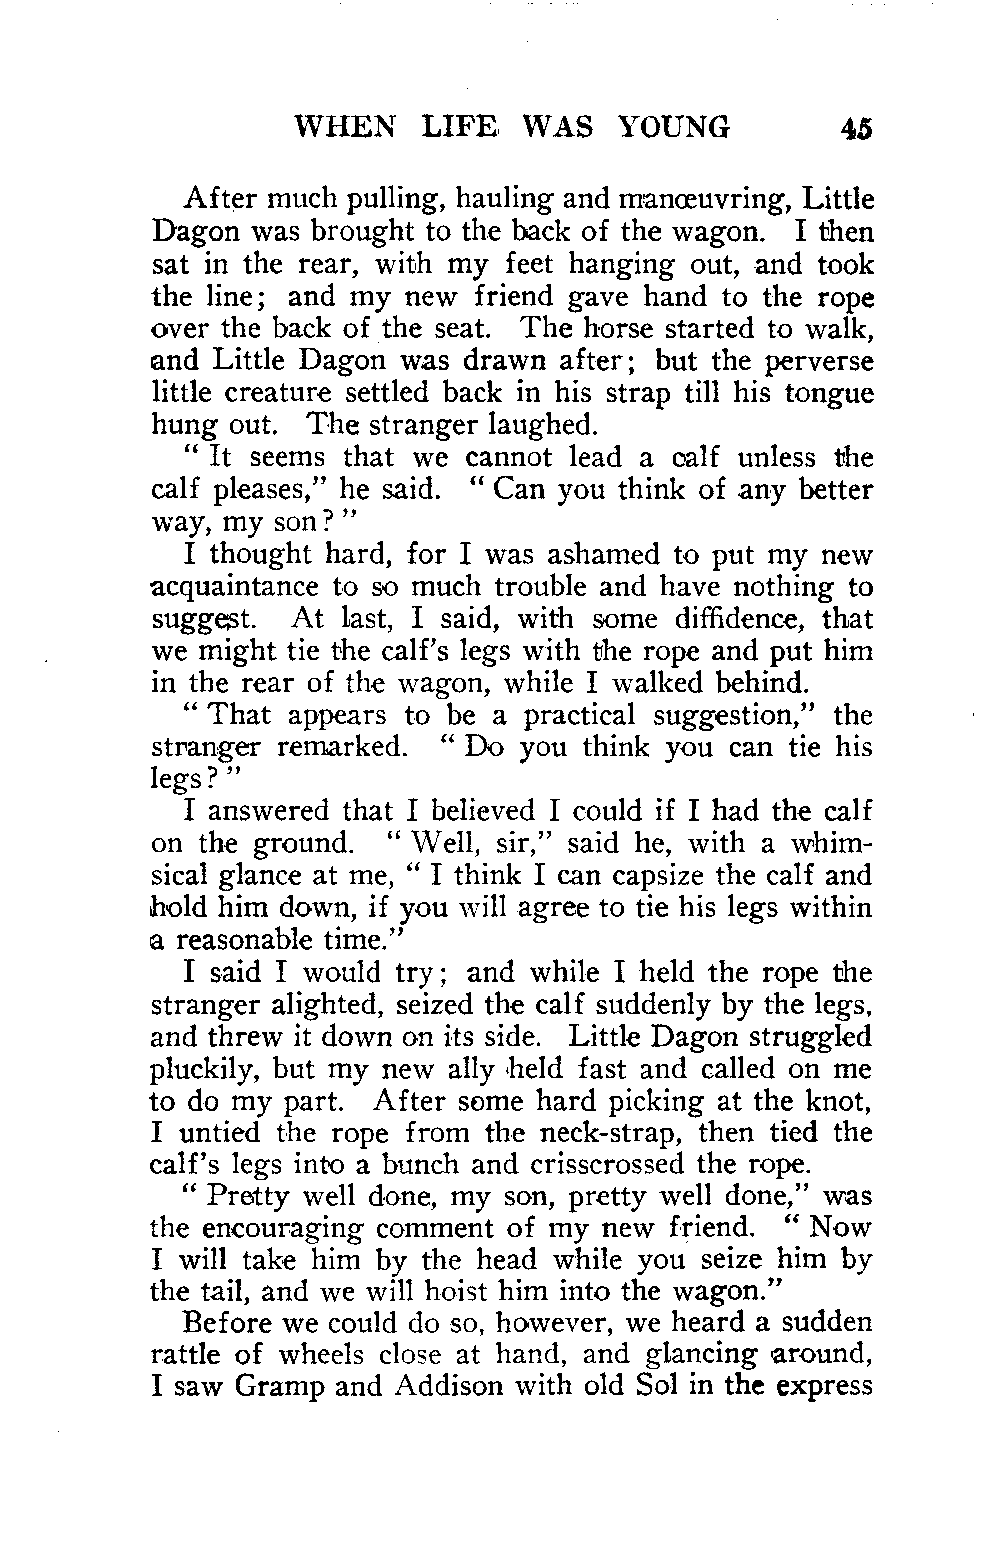 WHEN LIFE WAS YOUNG 45
After much pulling, hauling and manœuvring, Little
Dagon was brought to the back of the wagon. I then
sat in the rear, with my feet hanging out, and took
the line; and my new friend gave hand to the rope
over the back of the seat. The horse started to walk,
and Little Dagon was drawn after; but the perverse
little creature settled back in his strap till his tongue
hung out. The stranger laughed.
“ It seems that we cannot lead a calf unless the
calf pleases,” he said. “ Can you think of any better
way, my son? ”
I thought hard, for I was ashamed to put my new
acquaintance to so much trouble and have nothing to
suggest. At last, I said, with some diffidence, that
we might tie the calf’s legs with the rope and put him
in the rear of the wagon, while I walked behind.
“ That appears to be a practical suggestion,” the
stranger remarked. “ Do you think you can tie his
legs? ”
I answered that I believed I could if I had the calf
on the ground. “ Well, sir,” said he, with a whim-
sical glance at me, “ I think I can capsize the calf and
hold him down, if you will agree to tie his legs within
a reasonable time.”
I said I would try; and while I held the rope the
stranger alighted, seized the calf suddenly by the legs,
and threw it down on its side. Little Dagon struggled
pluckily, but my new ally held fast and called on me
to do my part. After some hard picking at the knot,
I untied the rope from the neck-strap, then tied the
calf’s legs into a bunch and crisscrossed the rope.
“ Pretty well done, my son, pretty well done,” was
the encouraging comment of my new friend. “ Now
I will take him by the head while you seize him by
the tail, and we will hoist him into the wagon.”
Before we could do so, however, we heard a sudden
rattle of wheels close at hand, and glancing around,
I saw Gramp and Addison with old Sol in the express